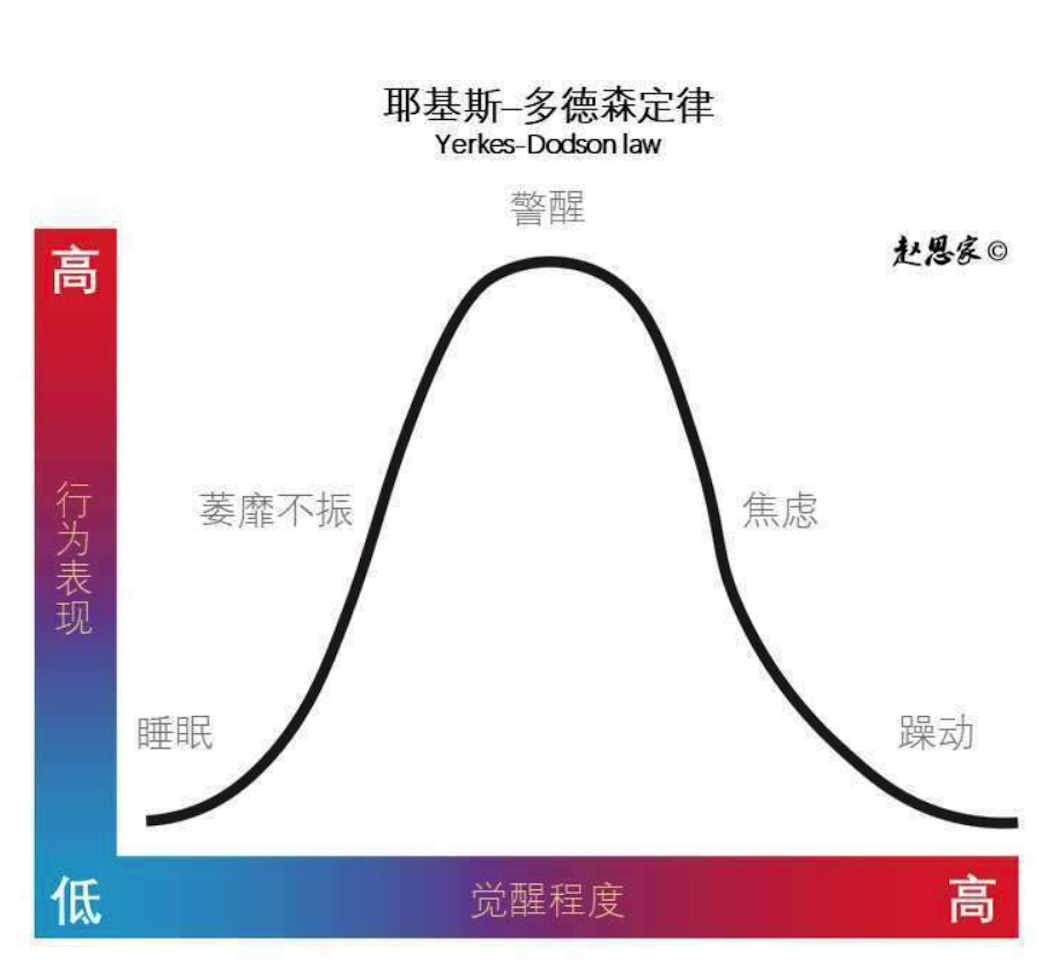 耶基斯–多德森定律
Yerkes-Dodson law
警醒
赵恩家©
高
萎靡不振
焦虑
行为表现
睡眠
躁动
低
觉醒程度
高